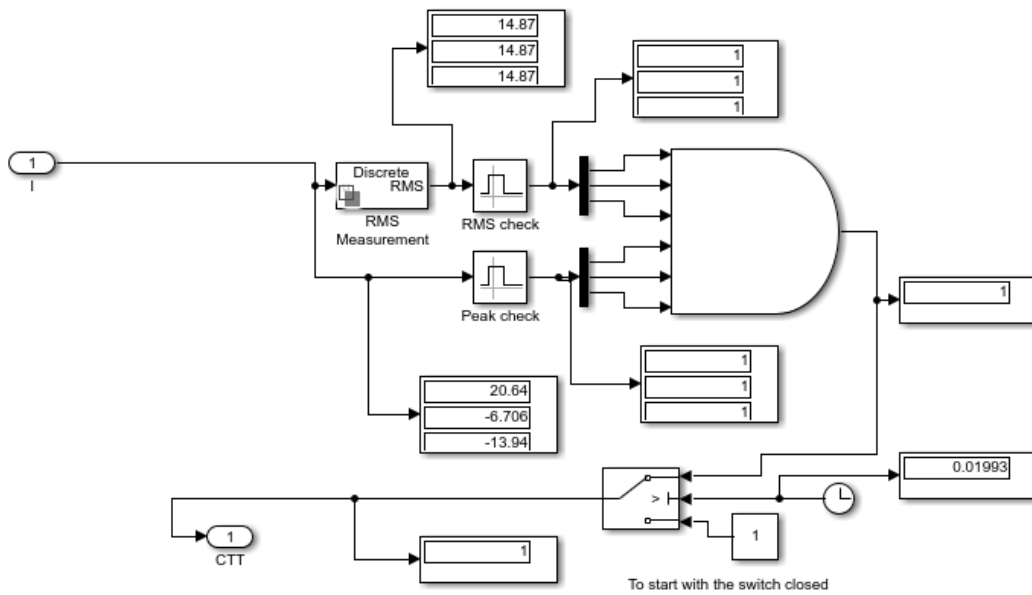 14.87
14.87
14.87
1
1
1
1
I
Discrete
RMS
RMS
Measurement
RMS check
Peak check
1
1
1
1
20.64
-6.706
-13.94
0.01993
>
1
1
CTT
1
To start with the switch closed